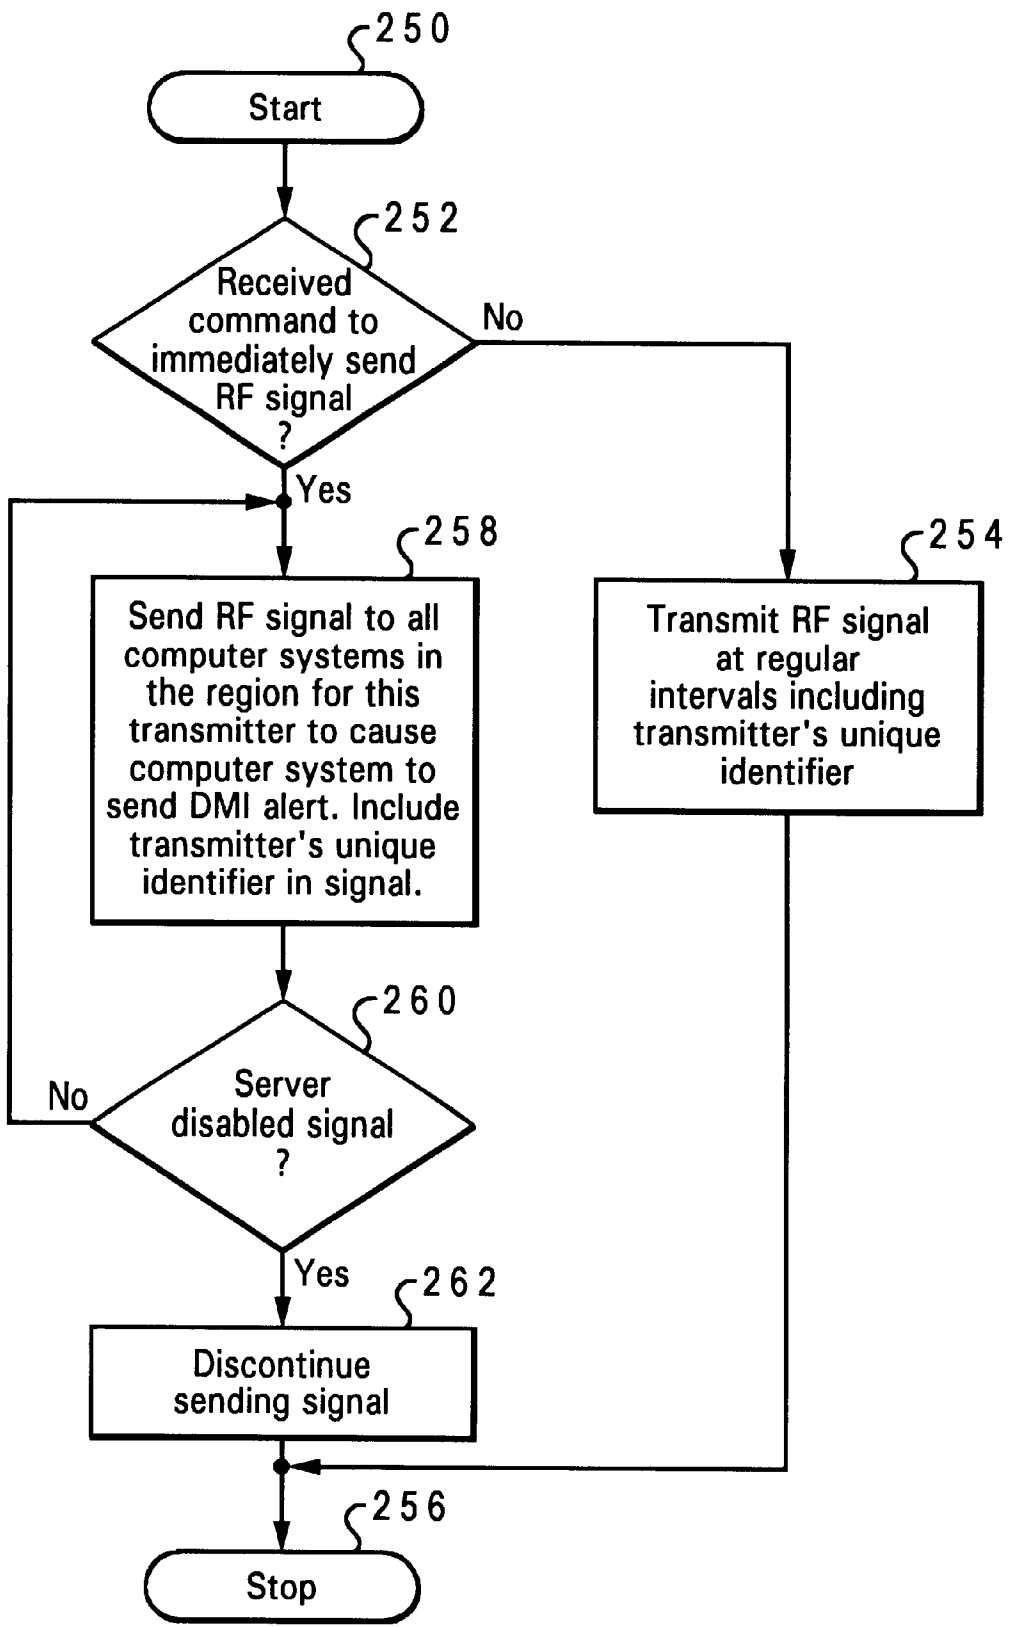 250
Start
252
Received
command to
immediately send
RF signal
?
No
Yes
258
Send RF signal to all
computer systems in
the region for this
transmitter to cause
computer system to
send DMI alert. Include
transmitter's unique
identifier in signal.
254
Transmit RF signal
at regular
intervals including
transmitter's unique
identifier
260
Server
disabled signal
?
No
Yes
262
Discontinue
sending signal
256
Stop